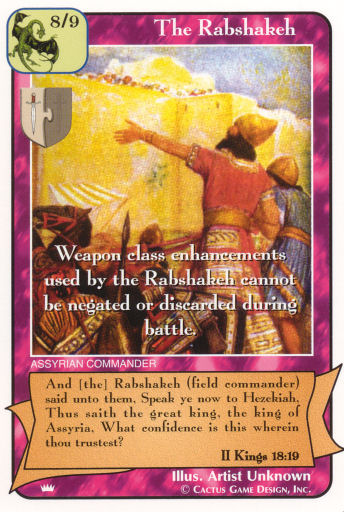 8/9
The Rabshakeh
Weapon class enhancements
used by the Rabshakeh cannot
be negated or discarded during
battle.
ASSYRIAN COMMANDER
And [the] Rabshakeh (field commander)
said unto them, Speak ye now to Hezekiah,
Thus saith the great king, the king of
Assyria, What confidence is this wherein
thou trustest?
II Kings 18:19
Illus. Artist Unknown
© CACTUS GAME DESIGN, INC.